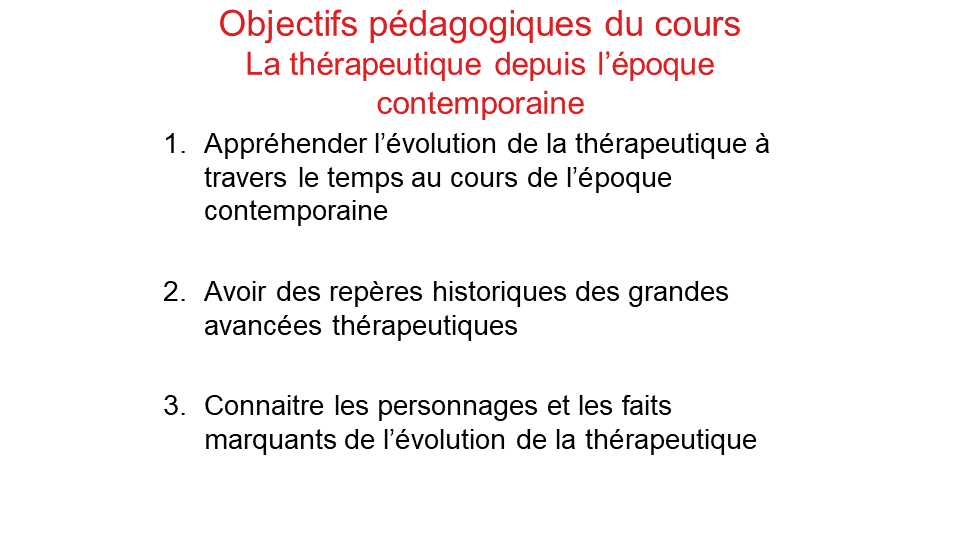 Objectifs pédagogiques du cours
La thérapeutique depuis l’époque
contemporaine
1. Appréhender l’évolution de la thérapeutique à
travers le temps au cours de l’époque
contemporaine
2. Avoir des repères historiques des grandes
avancées thérapeutiques
3. Connaitre les personnages et les faits
marquants de l’évolution de la thérapeutique